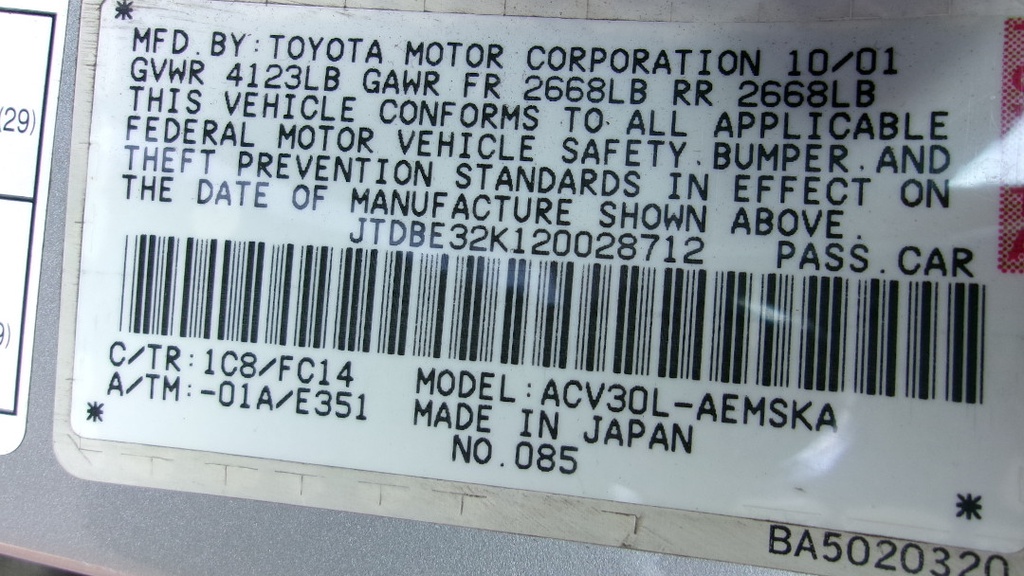 MFD. BY: TOYOTA MOTOR CORPORATION 10/01
GVWR 4123LB GAWR FR 2668LB RR 2668LB
THIS VEHICLE CONFORMS TO ALL APPLICABLE
FEDERAL MOTOR VEHICLE SAFETY. BUMPER. AND
THEFT PREVENTION STANDARDS IN EFFECT ON
THE DATE OF MANUFACTURE SHOWN ABOVE.
JTDBE32K120028712 PASS. CAR
C/TR: 1C8/FC14
A/TM: -01A/E351
MODEL: ACV30L-AEMSKA
MADE IN JAPAN
NO. 085
BA5020320
(29)